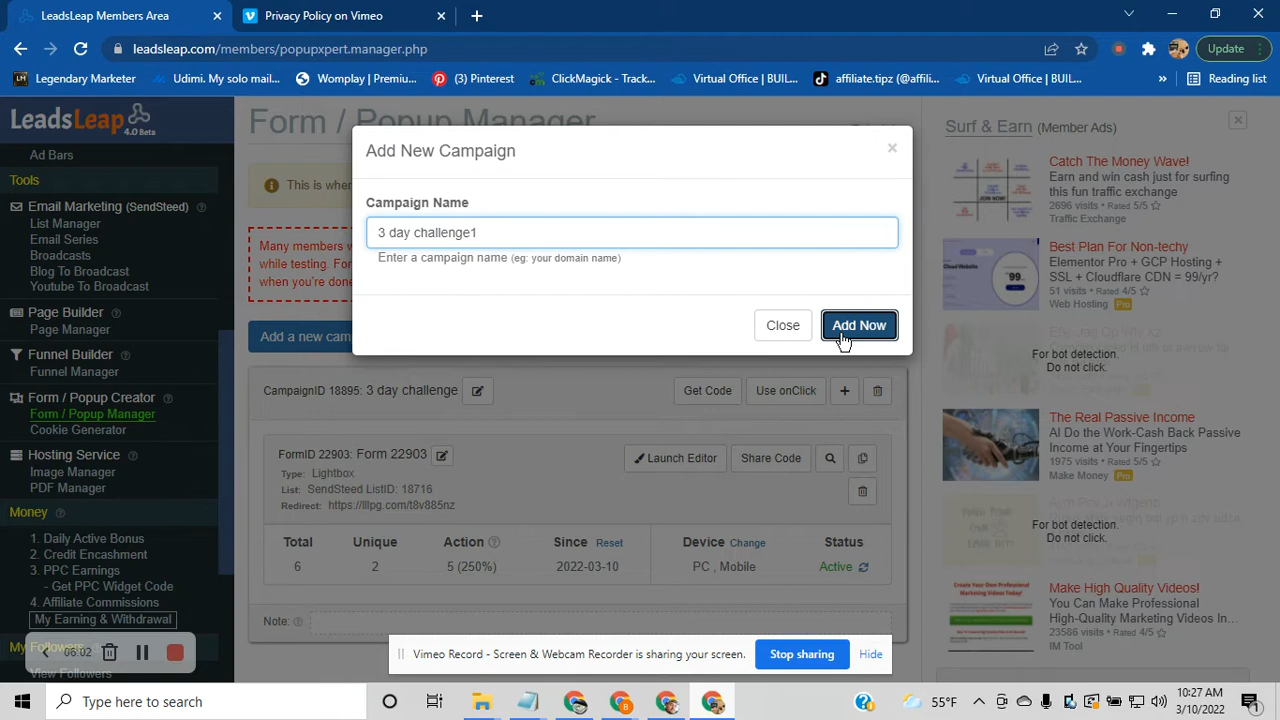 LeadsLeap Members Area
Privacy Policy on Vimeo
leadsleap.com/members/popupxpert.manager.php
Update
Legendary Marketer
Udimi. My solo mail...
Womplay | Premium...
(3) Pinterest
ClickMagick - Track...
Virtual Office | BUIL...
affiliate.tipz (@affili...
Virtual Office | BUIL...
Reading list
LeadsLeap
4.0 Beta
Ad Bars
Tools
Email Marketing (SendSteed)
List Manager
Email Series
Broadcasts
Blog To Broadcast
Youtube To Broadcast
Page Builder
Page Manager
Funnel Builder
Funnel Manager
Form / Popup Creator
Form / Popup Manager
Cookie Generator
Hosting Service
Image Manager
PDF Manager
Money
1. Daily Active Bonus
2. Credit Encashment
3. PPC Earnings
- Get PPC Widget Code
4. Affiliate Commissions
My Earning & Withdrawal
View Followers
Form / Popup Manager
This is wher
Many members w
while testing. For
when you're done
Add a new cam
Add New Campaign
×
Campaign Name
3 day challenge1
Enter a campaign name (eg: your domain name)
Close
Add Now
CampaignID 18895: 3 day challenge
Get Code
Use onClick
FormID 22903: Form 22903
Launch Editor
Share Code
Type: Lightbox
List: SendSteed ListID: 18716
Redirect: https://lllpg.com/t8v885nz
Total
Unique
Action
Since Reset
Device Change
Status
6
2
5 (250%)
2022-03-10
PC , Mobile
Active
Note:
Surf & Earn (Member Ads)
Catch The Money Wave!
Earn and win cash just for surfing
this fun traffic exchange
2696 visits • Rated 5/5
Traffic Exchange
JOIN NOW!
Best Plan For Non-techy
Elementor Pro + GCP Hosting +
SSL + Cloudflare CDN = 99/yr?
51 visits • Rated 4/5
Web Hosting Pro
For bot detection.
Do not click.
The Real Passive Income
AI Do the Work-Cash Back Passive
Income at Your Fingertips
1975 visits • Rated 5/5
Make Money Pro
For bot detection.
Do not click.
Make High Quality Videos!
You Can Make Professional
High-Quality Marketing Videos In...
23586 visits • Rated 4/5
IM Tool
Vimeo Record - Screen & Webcam Recorder is sharing your screen.
Stop sharing
Hide
Type here to search
55°F
10:27 AM
3/10/2022